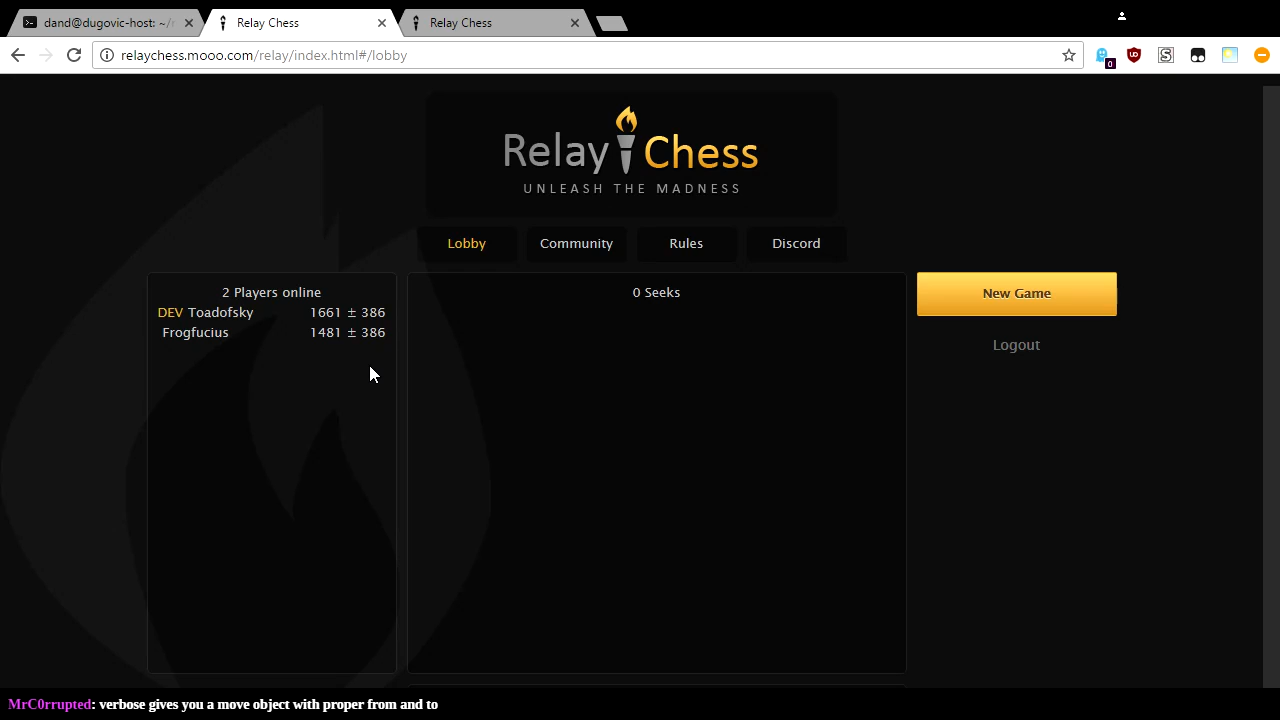 dand@dugovic-host: ~/r
Relay Chess
Relay Chess
relaychess.mooo.com/relay/index.html#/lobby
0
Relay Chess
UNLEASH THE MADNESS
Lobby
Community
Rules
Discord
2 Players online
DEV Toadofsky 1661 ± 386
Frogfucius 1481 ± 386
0 Seeks
New Game
Logout
MrC0rrupted: verbose gives you a move object with proper from and to